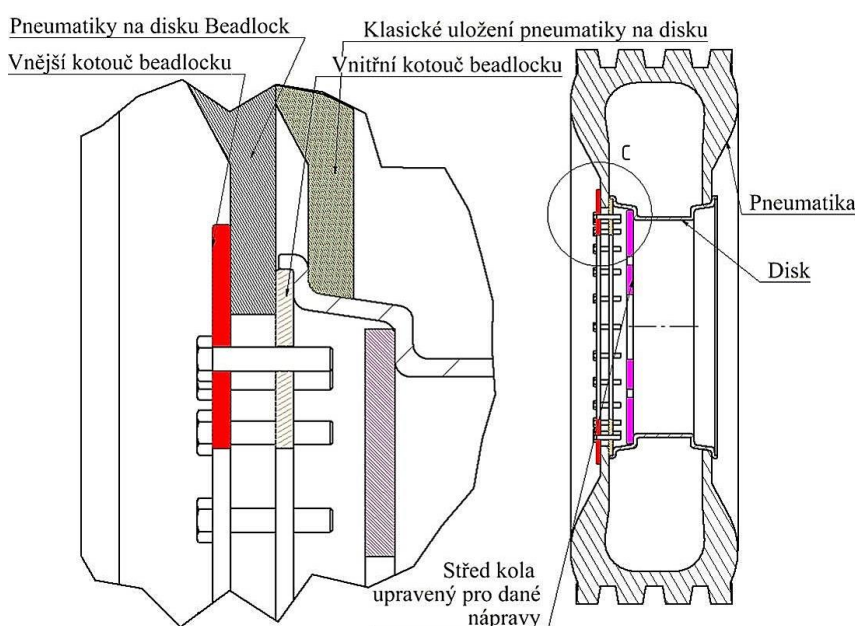 Pneumatiky na disku Beadlock
Klasické uložení pneumatiky na disku
Vnější kotouč beadlocku
Vnitřní kotouč beadlocku
C
Pneumatika
Disk
Střed kola
upravený pro dané
nápravy